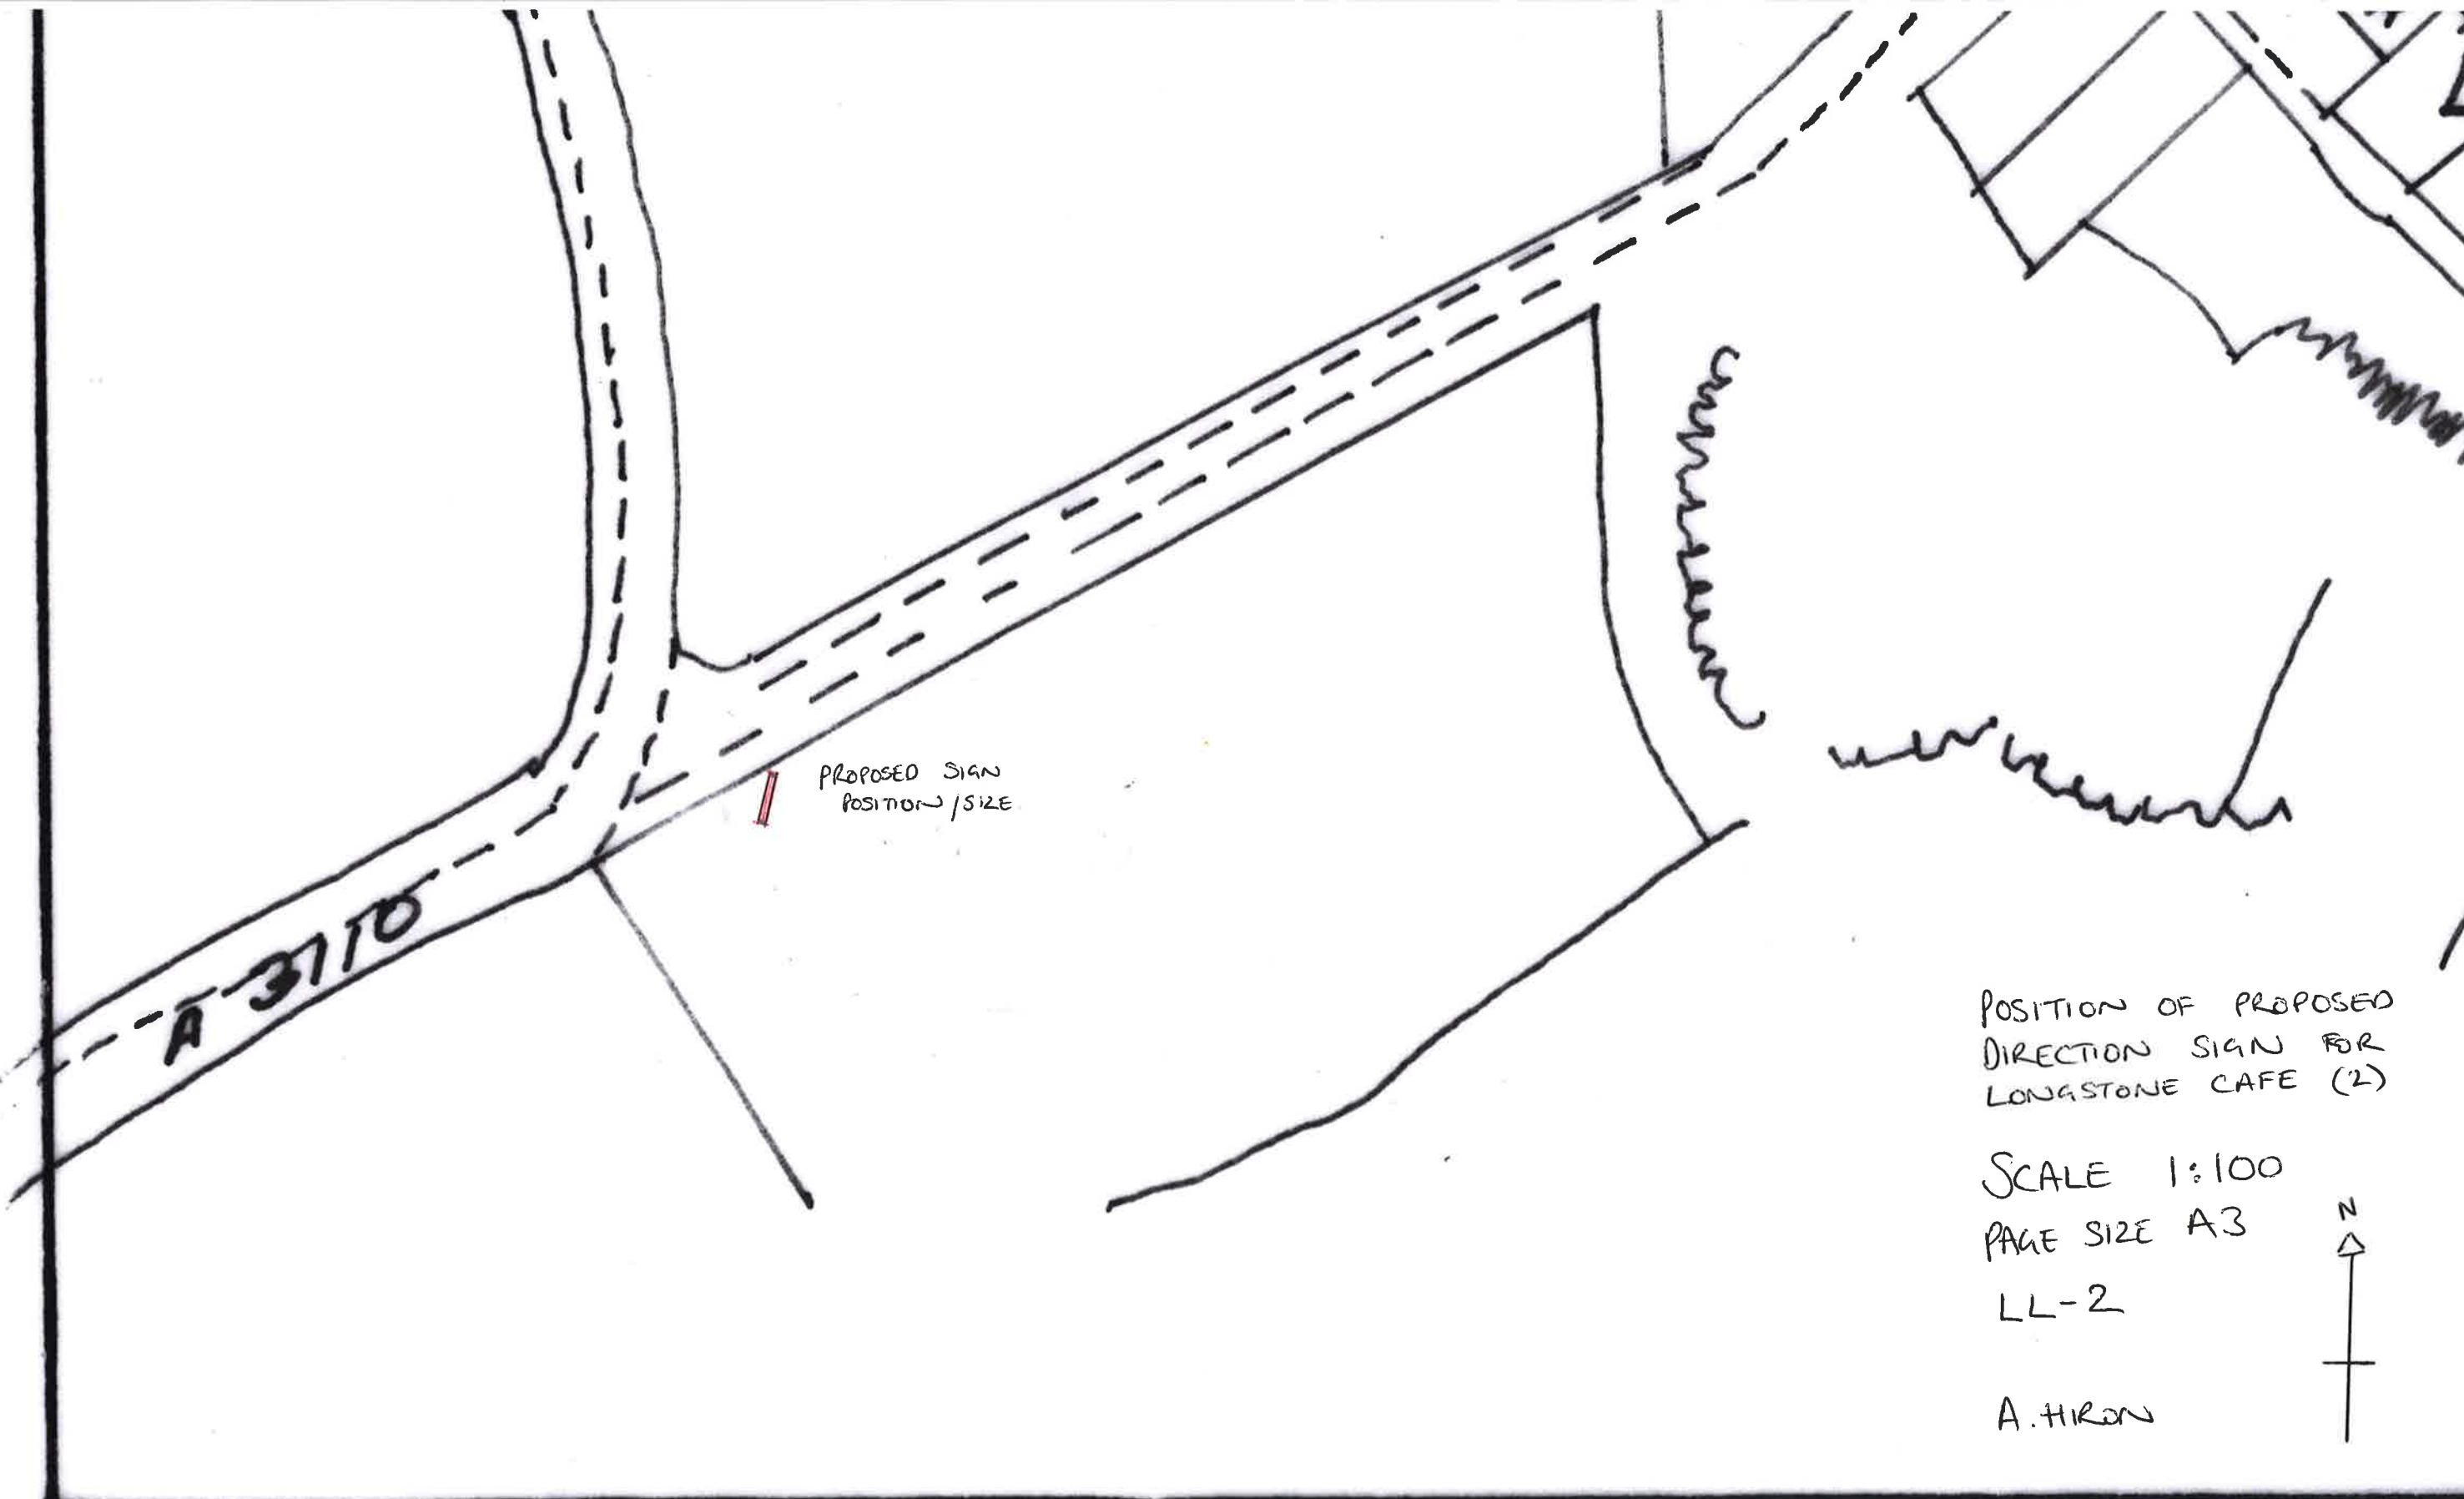 A 3110
PROPOSED SIGN
POSITION/SIZE
POSITION OF PROPOSED
DIRECTION SIGN FOR
LONGSTONE CAFE (2)
SCALE 1:100
PAGE SIZE A3
LL-2
N
A. HIRON